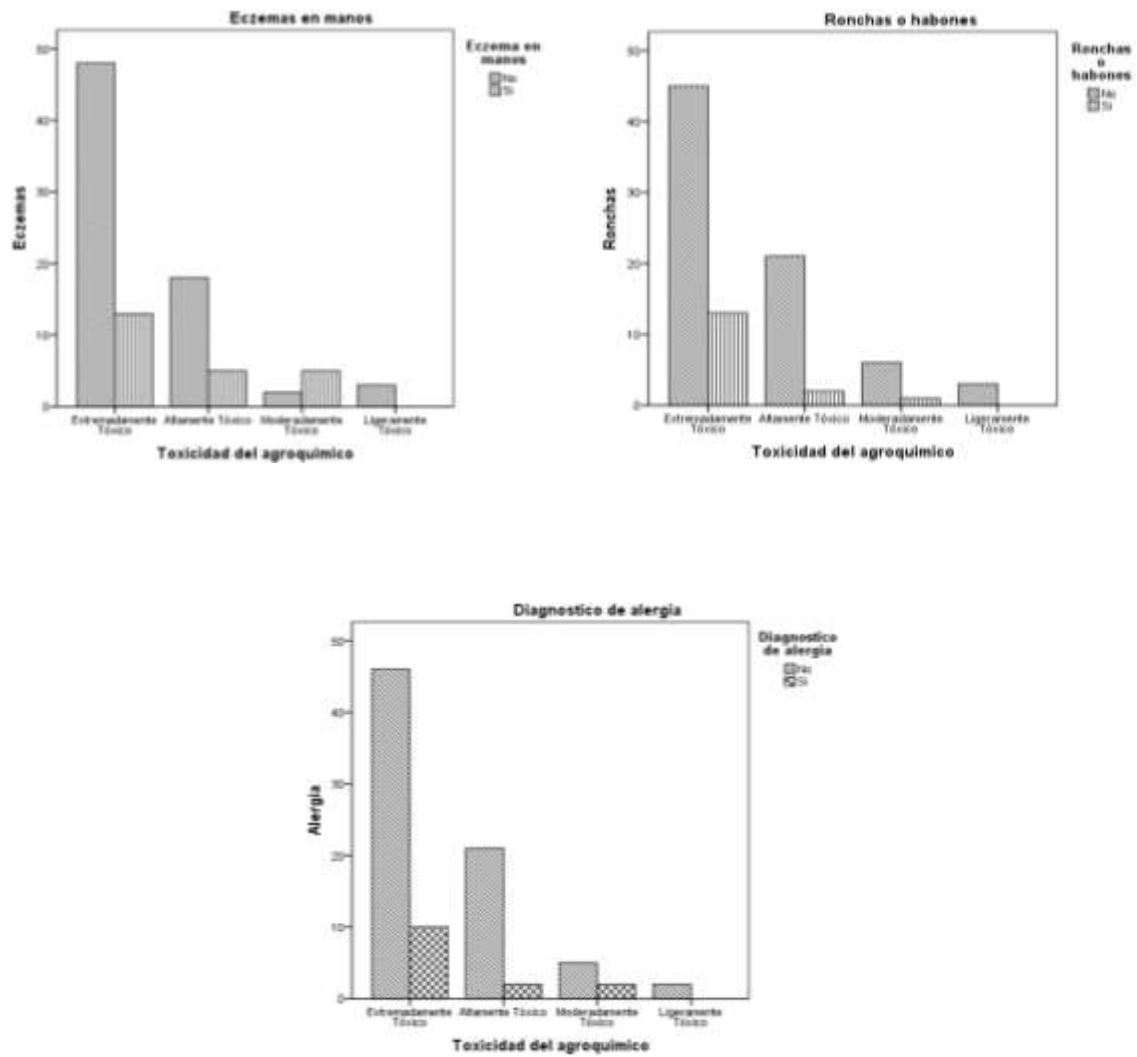 Eczemas en manos
Eczema en
manos
No
Si
50
40
30
20
10
0
Eczemas
Extremadamente
Tóxico
Altamente Tóxico
Moderadamente
Tóxico
Ligeramente
Tóxico
Toxicidad del agroquímico
Ronchas o habones
Ronchas
o
habones
No
Si
50
40
30
20
10
0
Ronchas
Extremadamente
Tóxico
Altamente Tóxico
Moderadamente
Tóxico
Ligeramente
Tóxico
Toxicidad del agroquímico
Diagnostico de alergia
Diagnostico
de alergia
No
Si
50
40
30
20
10
0
Alergia
Extremadamente
Tóxico
Altamente Tóxico
Moderadamente
Tóxico
Ligeramente
Tóxico
Toxicidad del agroquímico